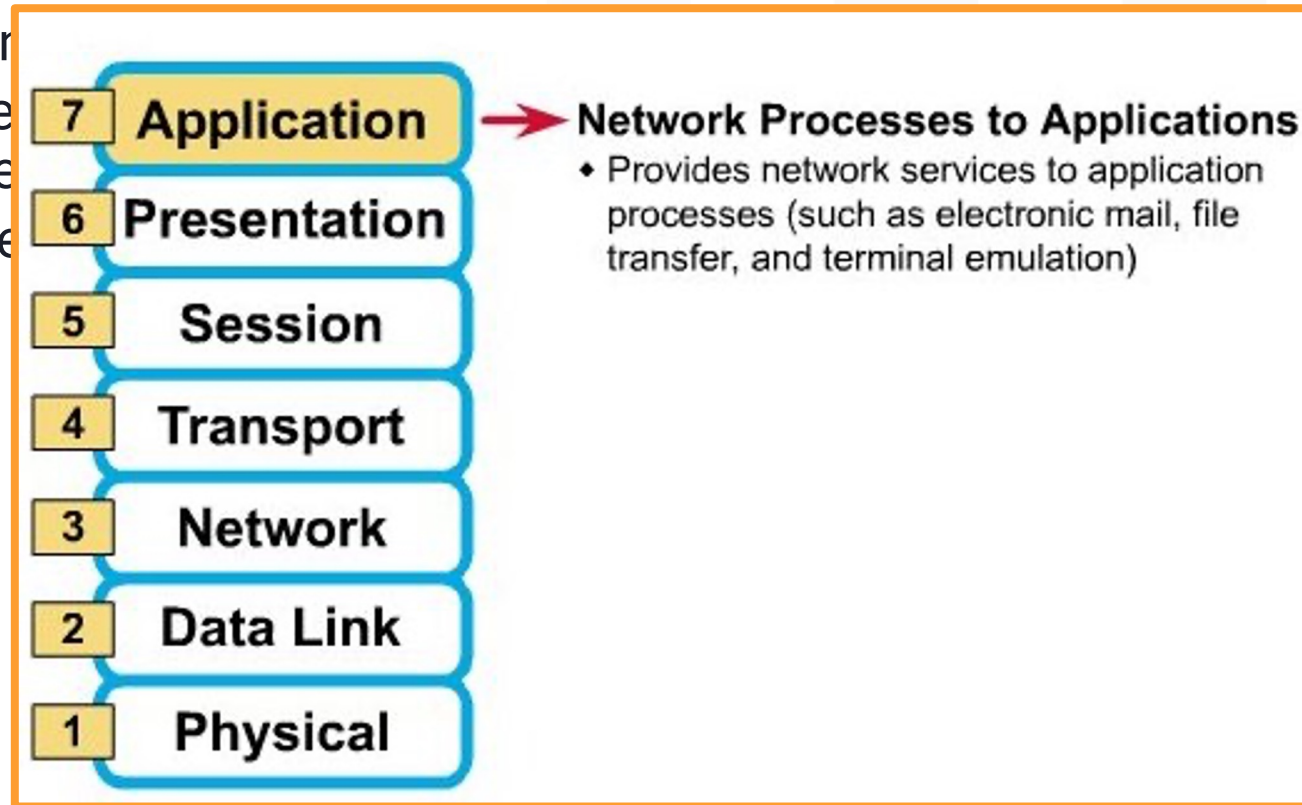 7 Application
Network Processes to Applications
◆ Provides network services to application
processes (such as electronic mail, file
transfer, and terminal emulation)
6 Presentation
5 Session
4 Transport
3 Network
2 Data Link
1 Physical